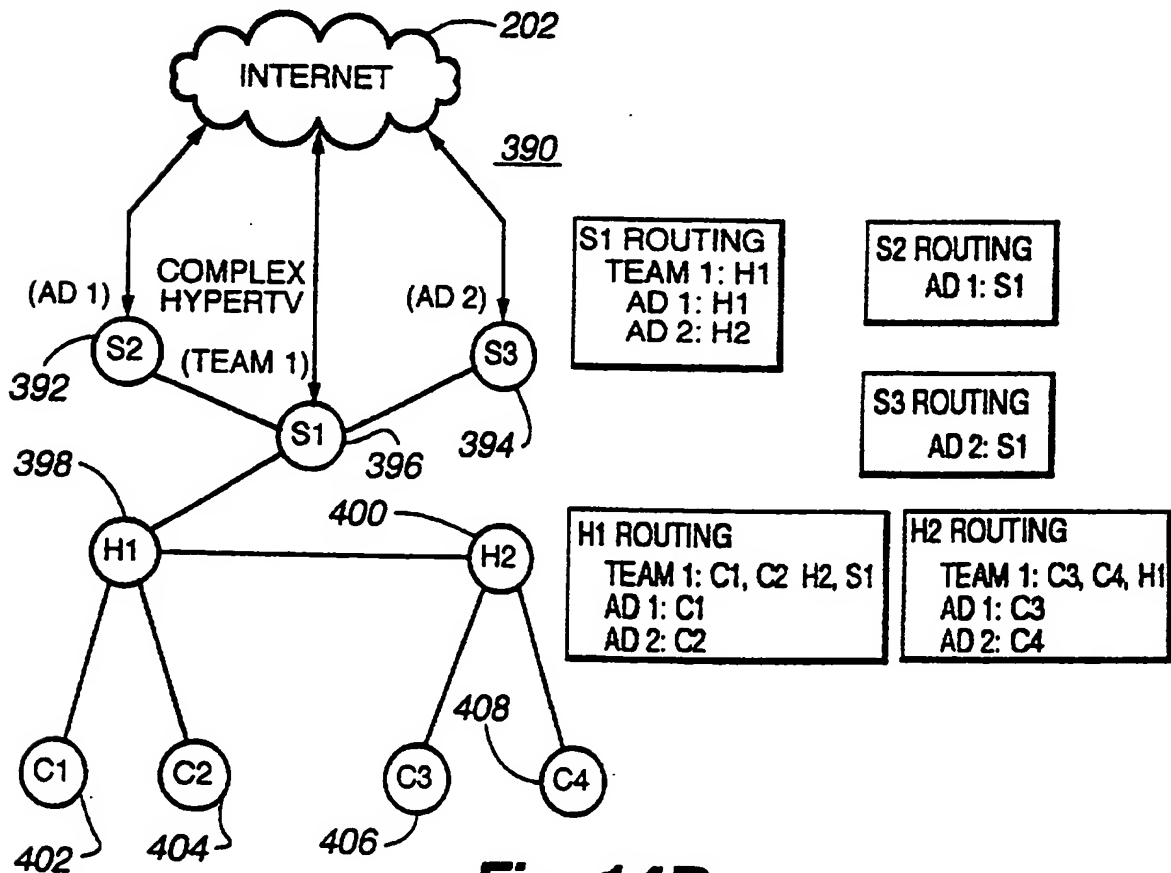 202
INTERNET
390
COMPLEX
HYPERTV
(AD 1)
(AD 2)
(TEAM 1)
S2
S3
392
394
S1
396
398
400
H1
H2
408
C1
C2
C3
C4
402
404
406
S1 ROUTING
TEAM 1: H1
AD 1: H1
AD 2: H2
S2 ROUTING
AD 1: S1
S3 ROUTING
AD 2: S1
H1 ROUTING
TEAM 1: C1, C2 H2, S1
AD 1: C1
AD 2: C2
H2 ROUTING
TEAM 1: C3, C4, H1
AD 1: C3
AD 2: C4